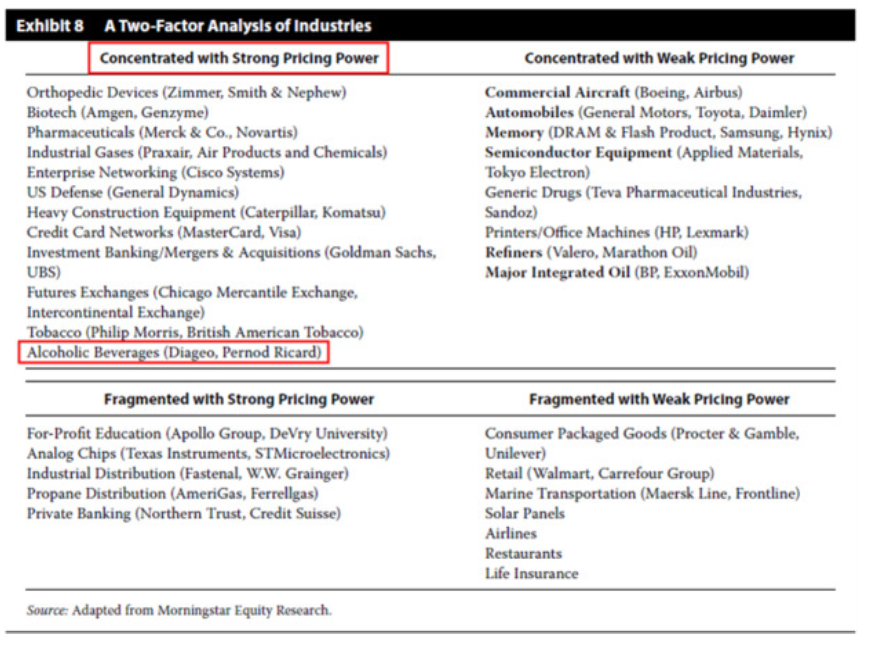 Exhibit 8 A Two-Factor Analysis of Industries
Concentrated with Strong Pricing Power
Orthopedic Devices (Zimmer, Smith & Nephew)
Biotech (Amgen, Genzyme)
Pharmaceuticals (Merck & Co., Novartis)
Industrial Gases (Praxair, Air Products and Chemicals)
Enterprise Networking (Cisco Systems)
US Defense (General Dynamics)
Heavy Construction Equipment (Caterpillar, Komatsu)
Credit Card Networks (MasterCard, Visa)
Investment Banking/Mergers & Acquisitions (Goldman Sachs,
UBS)
Futures Exchanges (Chicago Mercantile Exchange,
Intercontinental Exchange)
Tobacco (Philip Morris, British American Tobacco)
Alcoholic Beverages (Diageo, Pernod Ricard)
Concentrated with Weak Pricing Power
Commercial Aircraft (Boeing, Airbus)
Automobiles (General Motors, Toyota, Daimler)
Memory (DRAM & Flash Product, Samsung, Hynix)
Semiconductor Equipment (Applied Materials,
Tokyo Electron)
Generic Drugs (Teva Pharmaceutical Industries,
Sandoz)
Printers/Office Machines (HP, Lexmark)
Refiners (Valero, Marathon Oil)
Major Integrated Oil (BP, ExxonMobil)
Fragmented with Strong Pricing Power
For-Profit Education (Apollo Group, DeVry University)
Analog Chips (Texas Instruments, STMicroelectronics)
Industrial Distribution (Fastenal, W.W. Grainger)
Propane Distribution (AmeriGas, Ferrellgas)
Private Banking (Northern Trust, Credit Suisse)
Fragmented with Weak Pricing Power
Consumer Packaged Goods (Procter & Gamble,
Unilever)
Retail (Walmart, Carrefour Group)
Marine Transportation (Maersk Line, Frontline)
Solar Panels
Airlines
Restaurants
Life Insurance
Source: Adapted from Morningstar Equity Research.